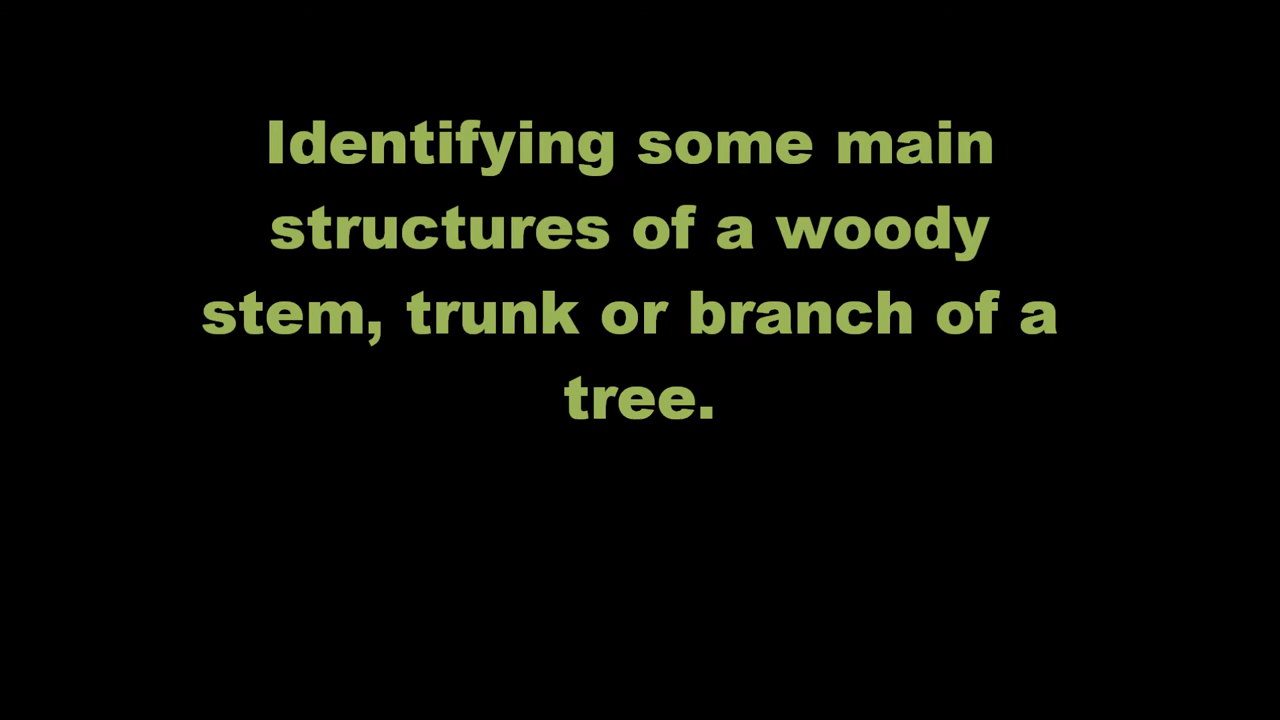 Identifying some main
structures of a woody
stem, trunk or branch of a
tree.